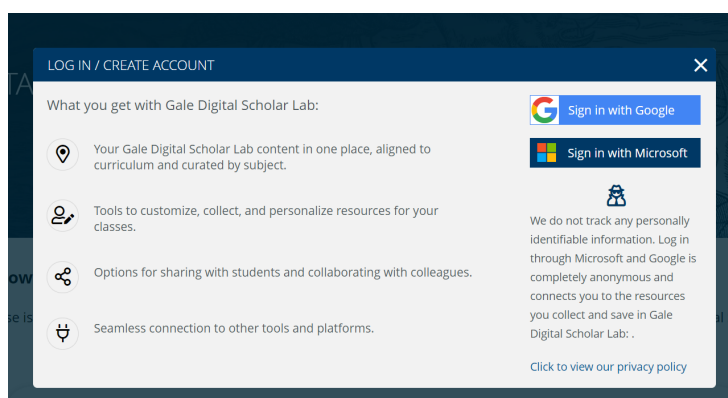 LOG IN / CREATE ACCOUNT
What you get with Gale Digital Scholar Lab:
Your Gale Digital Scholar Lab content in one place, aligned to
curriculum and curated by subject.
Tools to customize, collect, and personalize resources for your
classes.
Options for sharing with students and collaborating with colleagues.
Seamless connection to other tools and platforms.
Sign in with Google
Sign in with Microsoft
We do not track any personally
identifiable information. Log in
through Microsoft and Google is
completely anonymous and
connects you to the resources
you collect and save in Gale
Digital Scholar Lab: .
Click to view our privacy policy